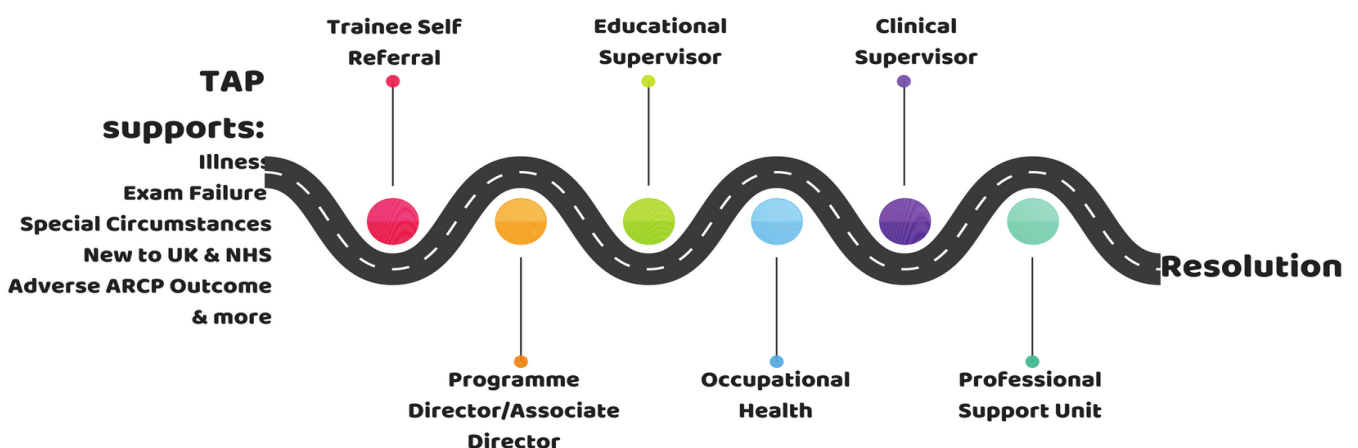 TAP
supports:
Illness
Exam Failure
Special Circumstances
New to UK & NHS
Adverse ARCP Outcome
& more
Trainee Self
Referral
Programme
Director/Associate
Director
Educational
Supervisor
Occupational
Health
Clinical
Supervisor
Professional
Support Unit
Resolution